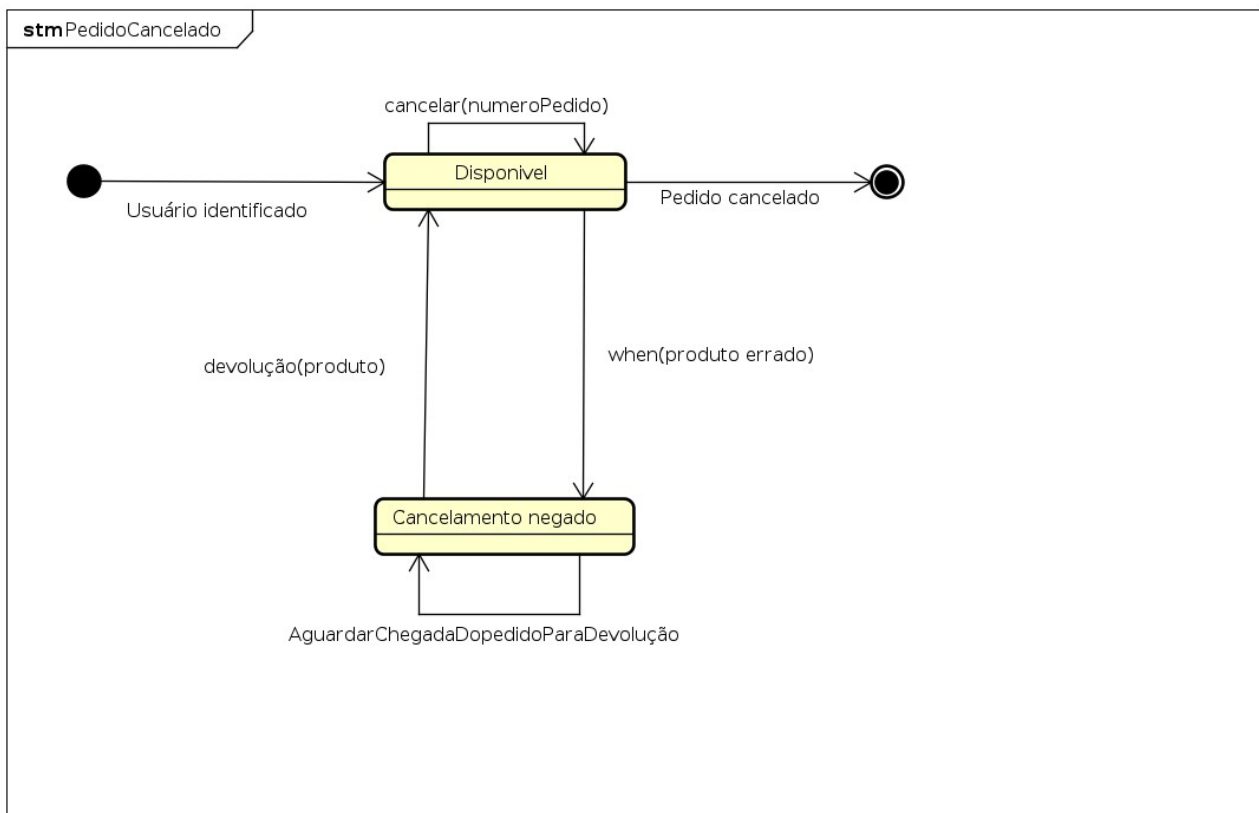 stm PedidoCancelado
cancelar(numeroPedido)
Disponivel
Usuário identificado
Pedido cancelado
devolução(produto)
when(produto errado)
Cancelamento negado
AguardarChegadaDopedidoParaDevolução